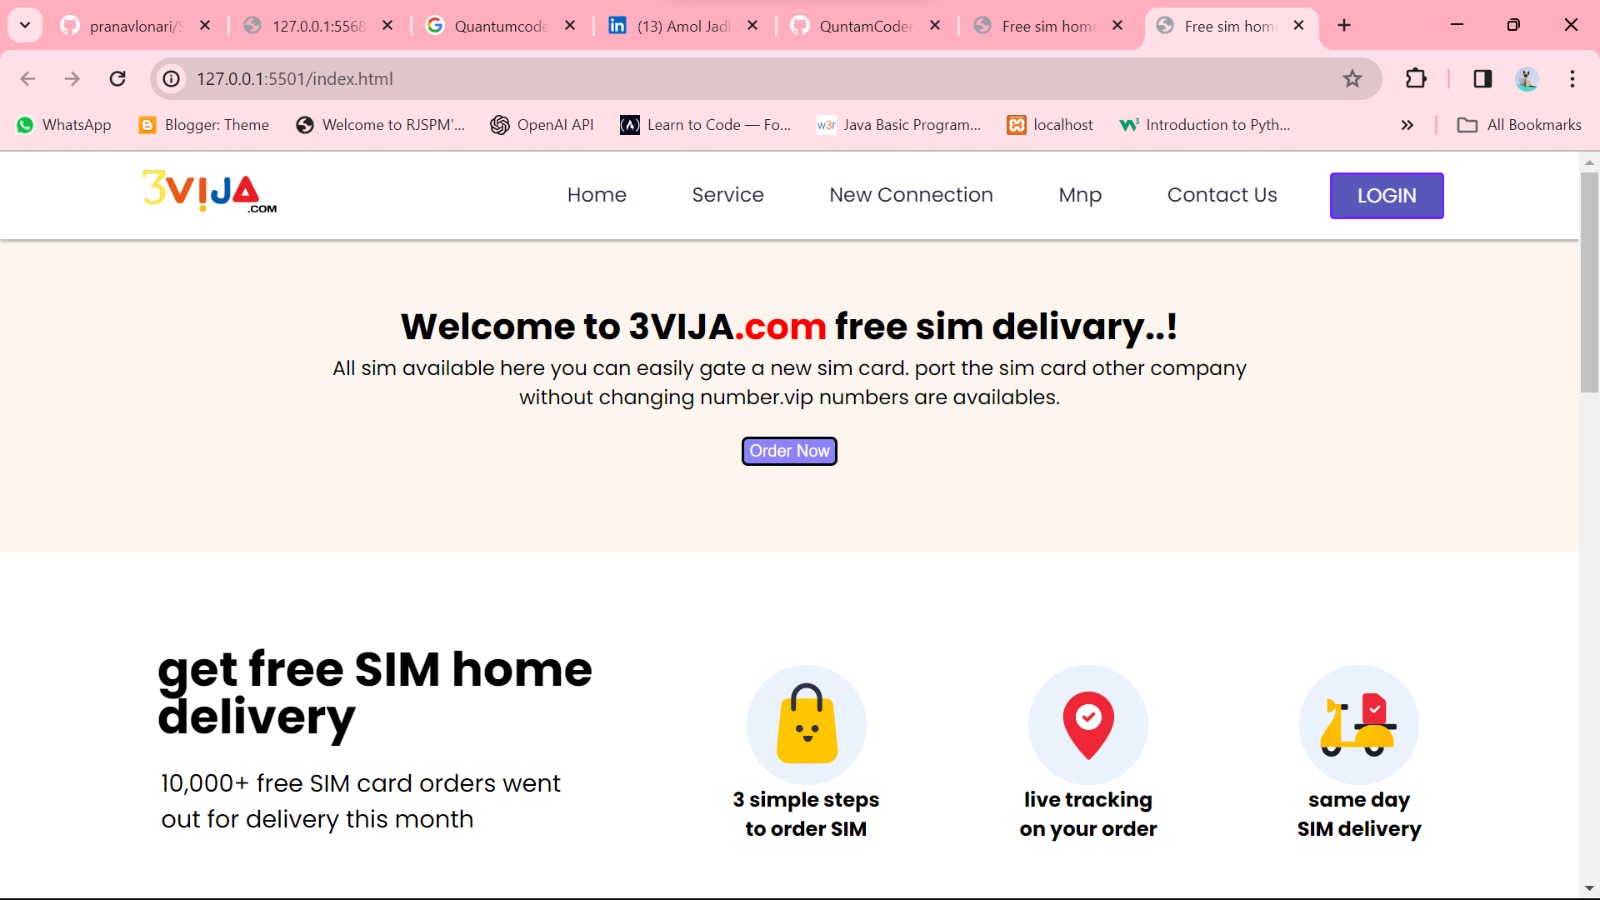 pranavlonari/S
127.0.0.1:5568
Quantumcode
(13) Amol Jadl
QuntamCoder
Free sim home
Free sim home
127.0.0.1:5501/index.html
WhatsApp
Blogger: Theme
Welcome to RJSPM'...
OpenAI API
Learn to Code — Fo...
w3r
Java Basic Program...
localhost
Introduction to Pyth...
All Bookmarks
3VIJA.COM
Home
Service
New Connection
Mnp
Contact Us
LOGIN
Welcome to 3VIJA.com free sim delivary..!
All sim available here you can easily gate a new sim card. port the sim card other company
without changing number.vip numbers are availables.
Order Now
get free SIM home
delivery
10,000+ free SIM card orders went
out for delivery this month
3 simple steps
to order SIM
live tracking
on your order
same day
SIM delivery